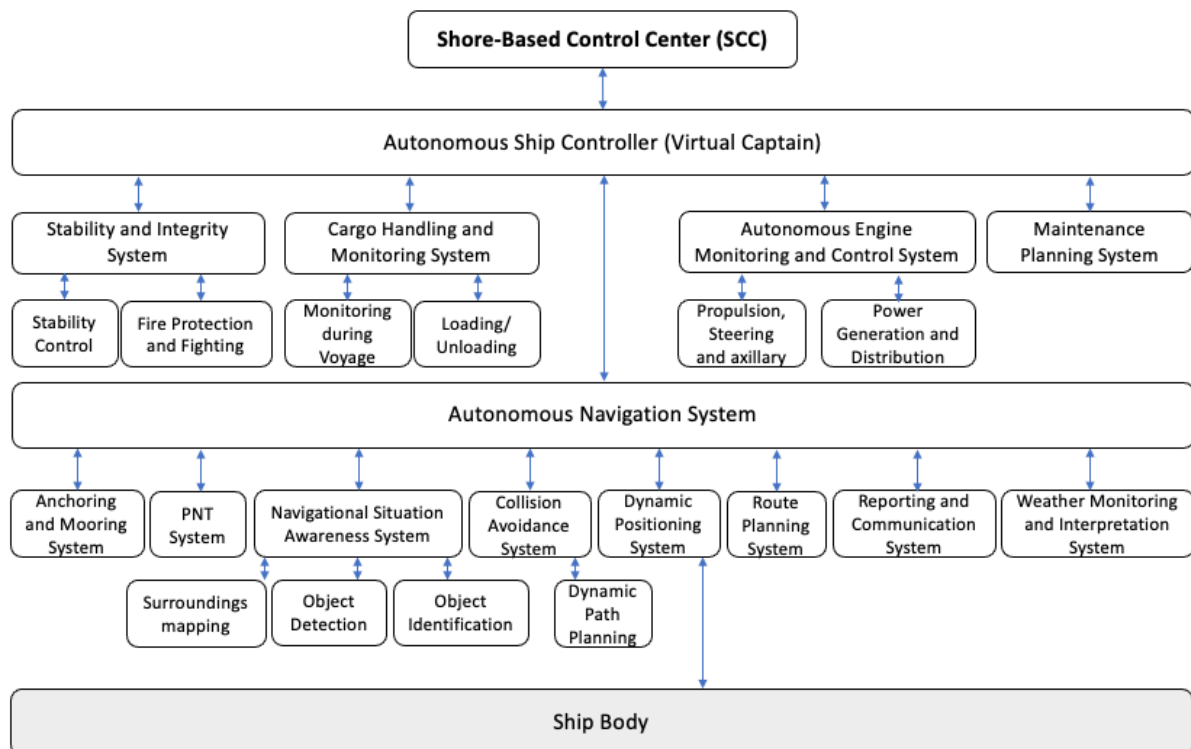 Shore-Based Control Center (SCC)
Autonomous Ship Controller (Virtual Captain)
Stability and Integrity
System
Cargo Handling and
Monitoring System
Autonomous Engine
Monitoring and Control System
Maintenance
Planning System
Stability
Control
Fire Protection
and Fighting
Monitoring
during
Voyage
Loading/
Unloading
Propulsion,
Steering
and axillary
Power
Generation and
Distribution
Autonomous Navigation System
Anchoring
and Mooring
System
PNT
System
Navigational Situation
Awareness System
Collision
Avoidance
System
Dynamic
Positioning
System
Route
Planning
System
Reporting and
Communication
System
Weather Monitoring
and Interpretation
System
Surroundings
mapping
Object
Detection
Object
Identification
Dynamic
Path
Planning
Ship Body